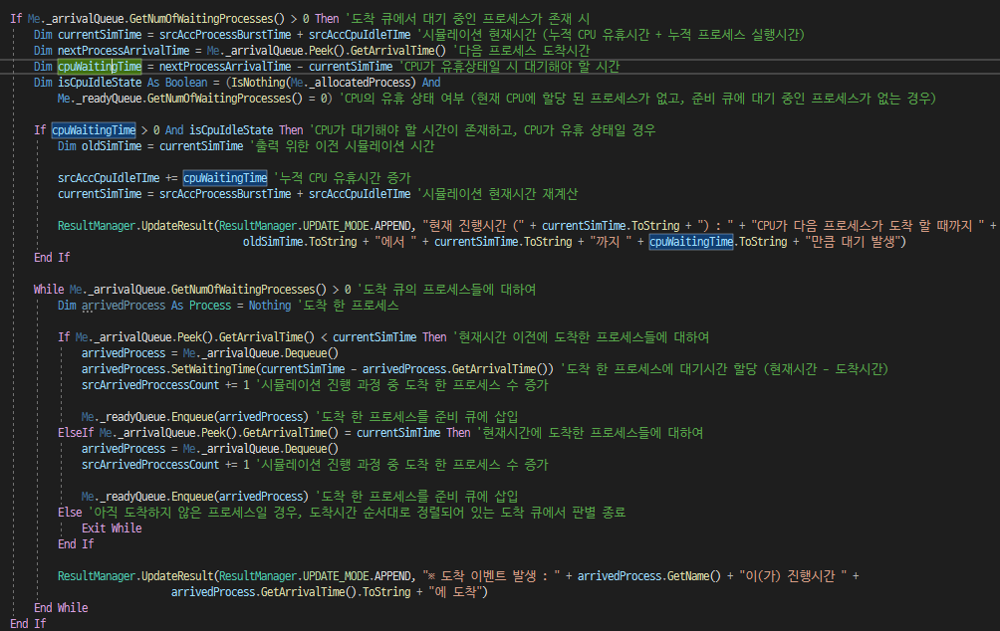 If Me._arrivalQueue.GetNumOfWaitingProcesses() > 0 Then '도착 큐에서 대기 중인 프로세스가 존재 시
Dim currentSimTime = srcAccProcessBurstTime + srcAccCpuIdleTIme '시뮬레이션 현재시간 (누적 CPU 유휴시간 + 누적 프로세스 실행시간)
Dim nextProcessArrivalTime = Me._arrivalQueue.Peek().GetArrivalTime() '다음 프로세스 도착시간
Dim cpuWaitingTime = nextProcessArrivalTime - currentSimTime 'CPU가 유휴상태일 시 대기해야 할 시간
Dim isCpuIdleState As Boolean = (IsNothing(Me._allocatedProcess) And
Me._readyQueue.GetNumOfWaitingProcesses = 0) 'CPU의 유휴 상태 여부 (현재 CPU에 할당 된 프로세스가 없고, 준비 큐에 대기 중인 프로세스가 없는 경우)
If cpuWaitingTime > 0 And isCpuIdleState Then 'CPU가 대기해야 할 시간이 존재하고, CPU가 유휴 상태일 경우
Dim oldSimTime = currentSimTime '출력 위한 이전 시뮬레이션 시간
srcAccCpuIdleTIme += cpuWaitingTime '누적 CPU 유휴시간 증가
currentSimTime = srcAccProcessBurstTime + srcAccCpuIdleTIme '시뮬레이션 현재시간 재계산
ResultManager.UpdateResult(ResultManager.UPDATE_MODE.APPEND, "현재 진행시간 (" + currentSimTime.ToString + ") : " + "CPU가 다음 프로세스가 도착 할 때까지 " +
oldSimTime.ToString + "에서 " + currentSimTime.ToString + "까지 " + cpuWaitingTime.ToString + "만큼 대기 발생")
End If
While Me._arrivalQueue.GetNumOfWaitingProcesses() > 0 '도착 큐의 프로세스들에 대하여
Dim arrivedProcess As Process = Nothing '도착 한 프로세스
If Me._arrivalQueue.Peek().GetArrivalTime() < currentSimTime Then '현재시간 이전에 도착한 프로세스들에 대하여
arrivedProcess = Me._arrivalQueue.Dequeue()
arrivedProcess.SetWaitingTime(currentSimTime - arrivedProcess.GetArrivalTime()) '도착 한 프로세스에 대기시간 할당 (현재시간 - 도착시간)
srcArrivedProccessCount += 1 '시뮬레이션 진행 과정 중 도착 한 프로세스 수 증가
Me._readyQueue.Enqueue(arrivedProcess) '도착 한 프로세스를 준비 큐에 삽입
ElseIf Me._arrivalQueue.Peek().GetArrivalTime() = currentSimTime Then '현재시간에 도착한 프로세스들에 대하여
arrivedProcess = Me._arrivalQueue.Dequeue()
srcArrivedProccessCount += 1 '시뮬레이션 진행 과정 중 도착 한 프로세스 수 증가
Me._readyQueue.Enqueue(arrivedProcess) '도착 한 프로세스를 준비 큐에 삽입
Else '아직 도착하지 않은 프로세스일 경우, 도착시간 순서대로 정렬되어 있는 도착 큐에서 판별 종료
Exit While
End If
ResultManager.UpdateResult(ResultManager.UPDATE_MODE.APPEND, "※ 도착 이벤트 발생 : " + arrivedProcess.GetName() + "이(가) 진행시간 " +
arrivedProcess.GetArrivalTime().ToString + "에 도착")
End While
End If